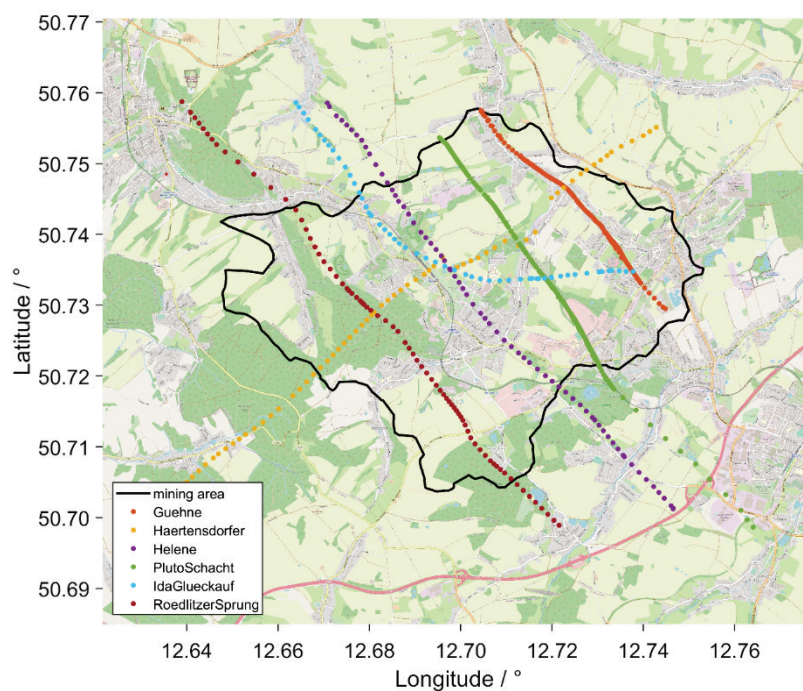 50.77
50.76
50.75
50.74
50.73
50.72
50.71
50.70
50.69
Latitude / °
mining area
Guehne
Haertensdorfer
Helene
PlutoSchacht
IdaGlueckauf
RoedlitzerSprung
12.64 12.66 12.68 12.70 12.72 12.74 12.76
Longitude / °